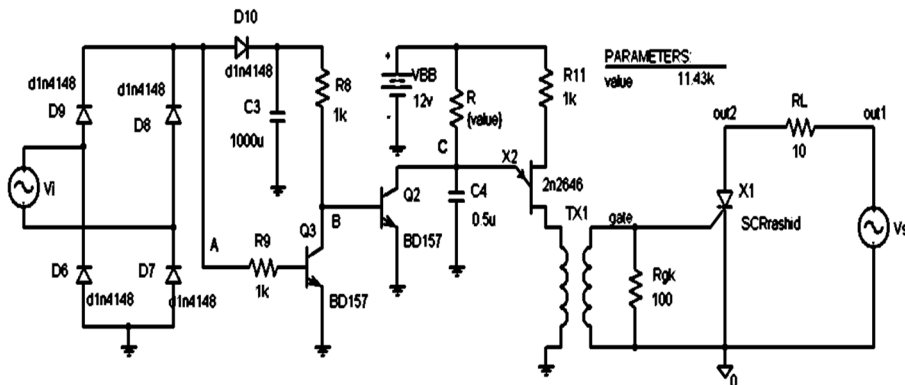 D10
d1n4148
d1n4148
d1n4148
D9
D8
C3
1000u
R8
1k
VBB
12v
R
{value}
R11
1k
PARAMETERS:
value 11.43k
out2
RL
10
out1
Vi
C
X2
2n2646
C4
0.5u
Q2
BD157
B
TX1
gate
X1
SCRrashid
A
R9
1k
Q3
BD157
D6
D7
d1n4148
d1n4148
Rgk
100
0